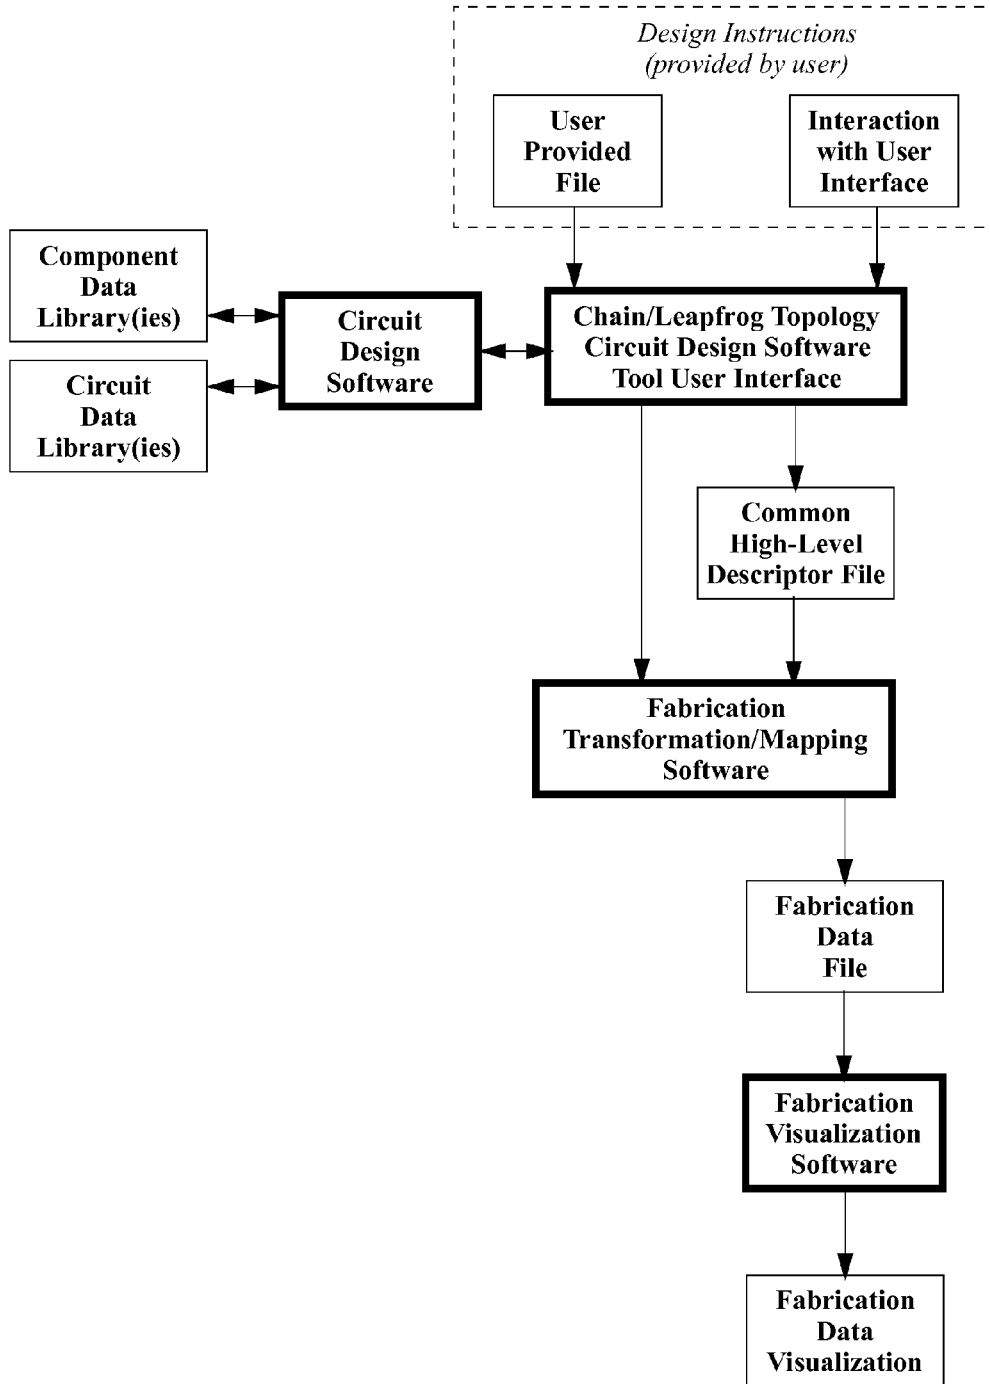 Design Instructions
(provided by user)
User
Provided
File
Interaction
with User
Interface
Component
Data
Library(ies)
Circuit
Data
Library(ies)
Circuit
Design
Software
Chain/Leapfrog Topology
Circuit Design Software
Tool User Interface
Common
High-Level
Descriptor File
Fabrication
Transformation/Mapping
Software
Fabrication
Data
File
Fabrication
Visualization
Software
Fabrication
Data
Visualization